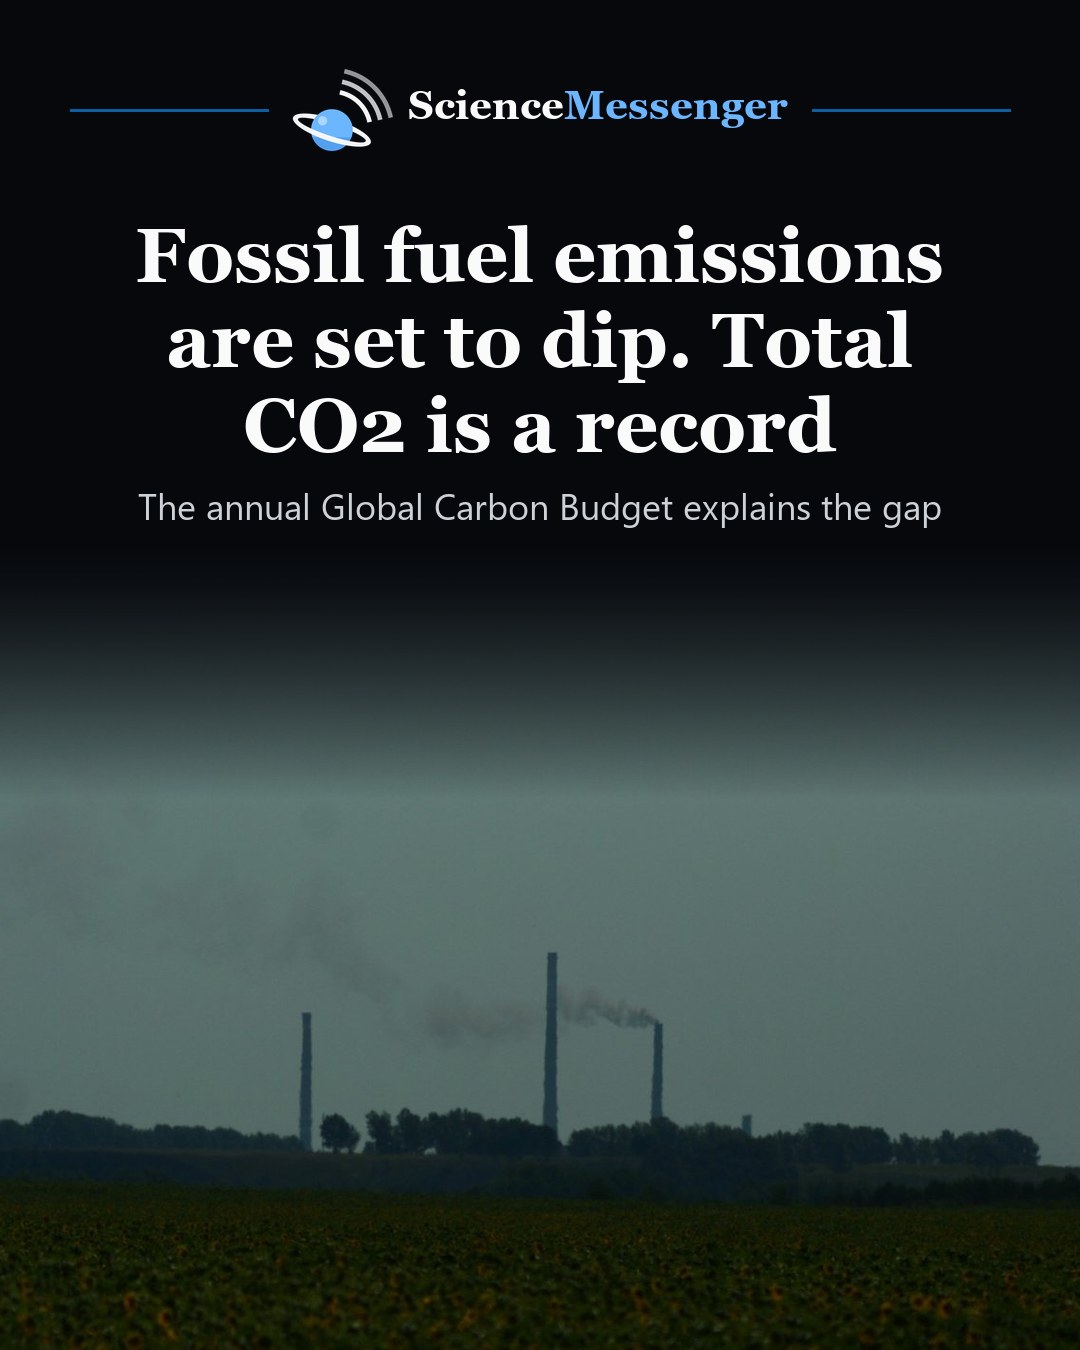 ScienceMessenger
Fossil fuel emissions
are set to dip. Total
CO2 is a record
The annual Global Carbon Budget explains the gap